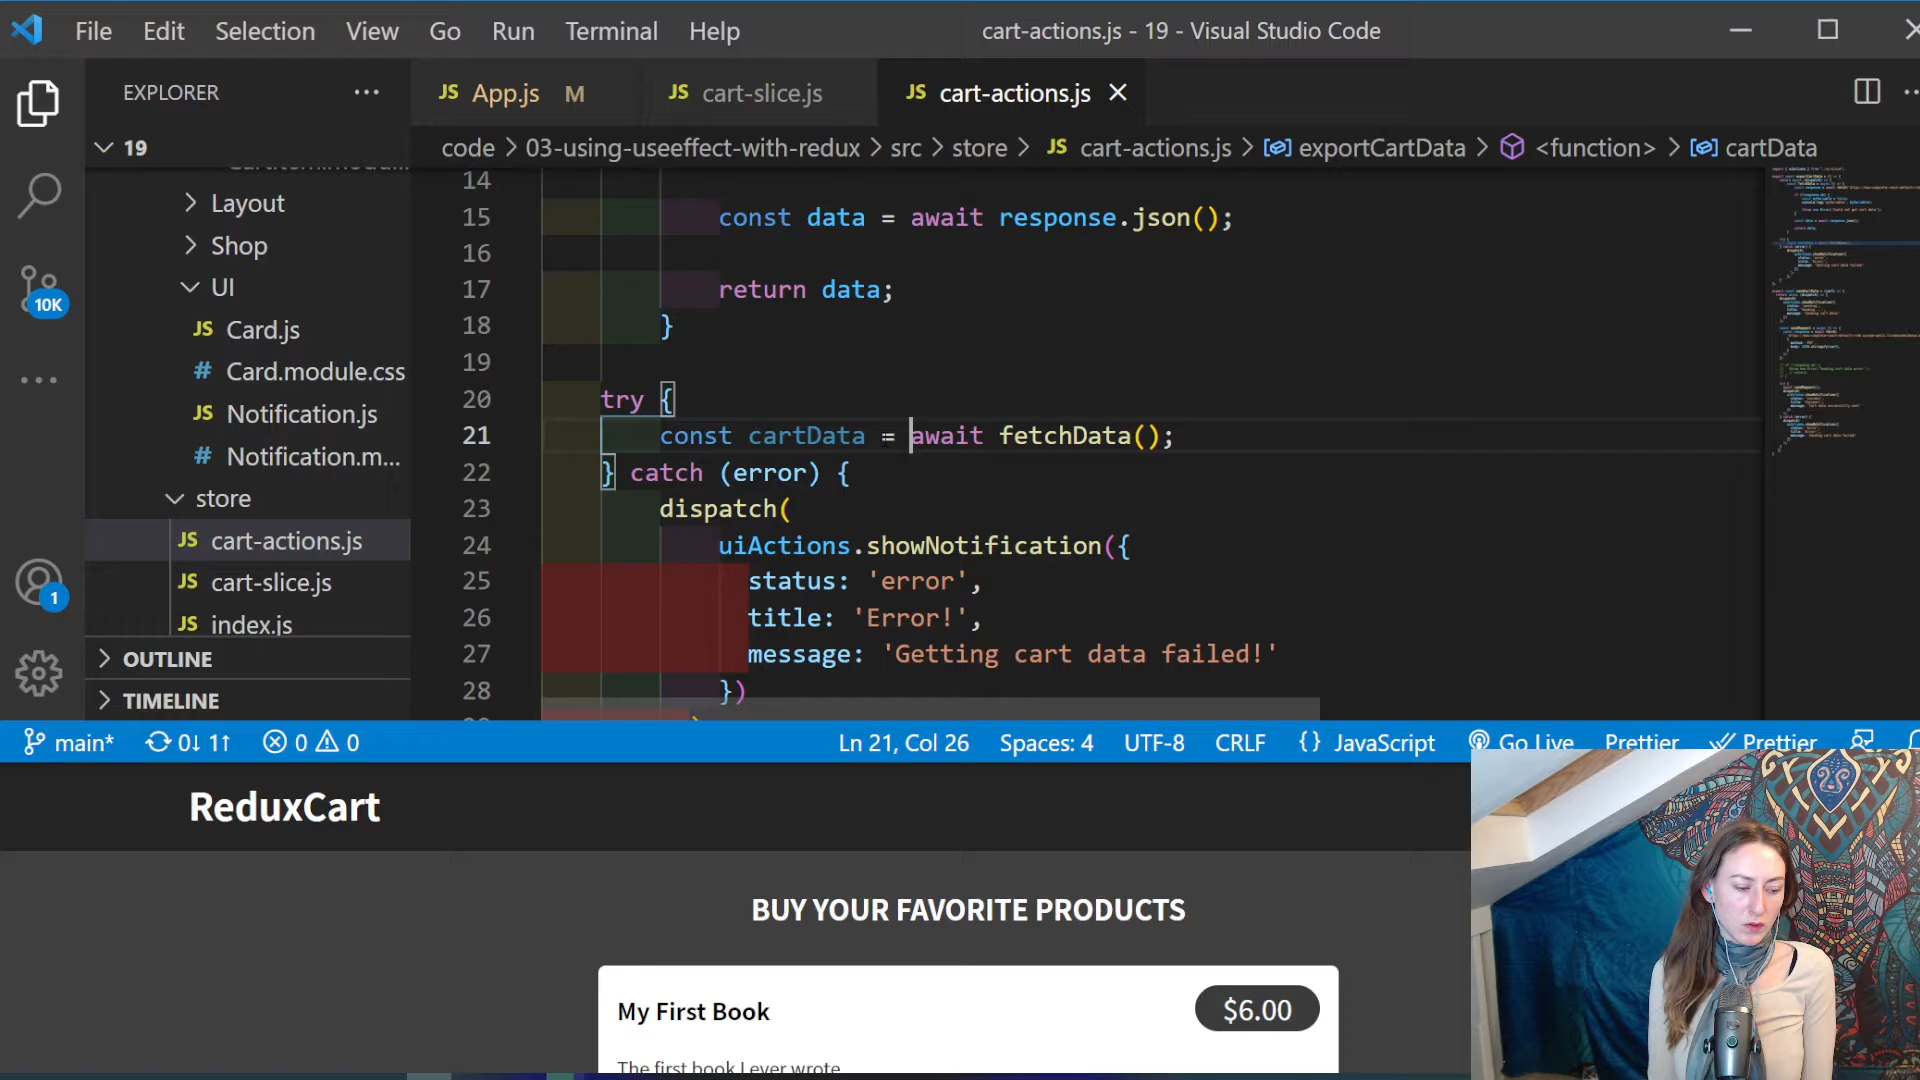 File Edit Selection View Go Run Terminal Help cart-actions.js - 19 - Visual Studio Code
EXPLORER
JS App.js M JS cart-slice.js JS cart-actions.js
19
code > 03-using-useeffect-with-redux > src > store > JS cart-actions.js > exportCartData > <function> > cartData
Layout
Shop
UI
JS Card.js
# Card.module.css
JS Notification.js
# Notification.m...
store
JS cart-actions.js
JS cart-slice.js
JS index.js
OUTLINE
TIMELINE
10K
1
14
15 const data = await response.json();
16
17 return data;
18 }
19
20 try {
21 const cartData = await fetchData();
22 } catch (error) {
23 dispatch(
24 uiActions.showNotification({
25 status: 'error',
26 title: 'Error!',
27 message: 'Getting cart data failed!'
28 })
main* 0↓ 1↑ 0 0 Ln 21, Col 26 Spaces: 4 UTF-8 CRLF {} JavaScript Go Live Prettier Prettier
ReduxCart
BUY YOUR FAVORITE PRODUCTS
My First Book $6.00
The first book I ever wrote